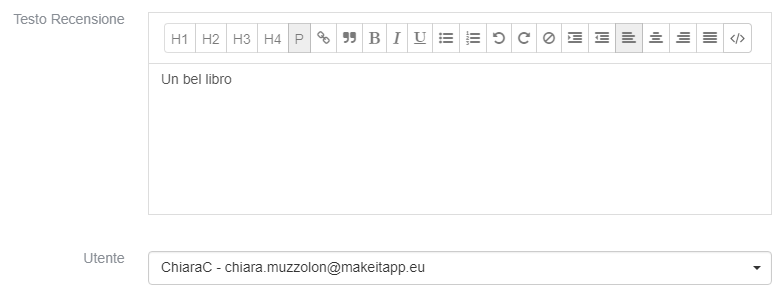 Testo Recensione
H1 H2 H3 H4 P B I U
Un bel libro
Utente
ChiaraC - chiara.muzzolon@makeitapp.eu